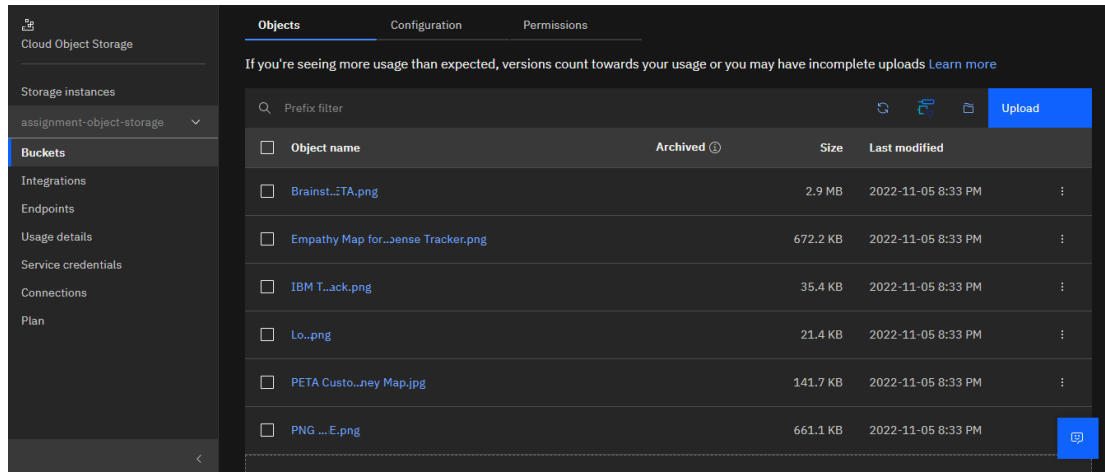 Cloud Object Storage
Storage instances
assignment-object-storage
Buckets
Integrations
Endpoints
Usage details
Service credentials
Connections
Plan
Objects Configuration Permissions
If you're seeing more usage than expected, versions count towards your usage or you may have incomplete uploads Learn more
Prefix filter Upload
Object name Archived Size Last modified
Brainst...ETA.png 2.9 MB 2022-11-05 8:33 PM
Empathy Map for...pense Tracker.png 672.2 KB 2022-11-05 8:33 PM
IBM T...ack.png 35.4 KB 2022-11-05 8:33 PM
Lo...png 21.4 KB 2022-11-05 8:33 PM
PETA Custo...ney Map.jpg 141.7 KB 2022-11-05 8:33 PM
PNG ... E.png 661.1 KB 2022-11-05 8:33 PM